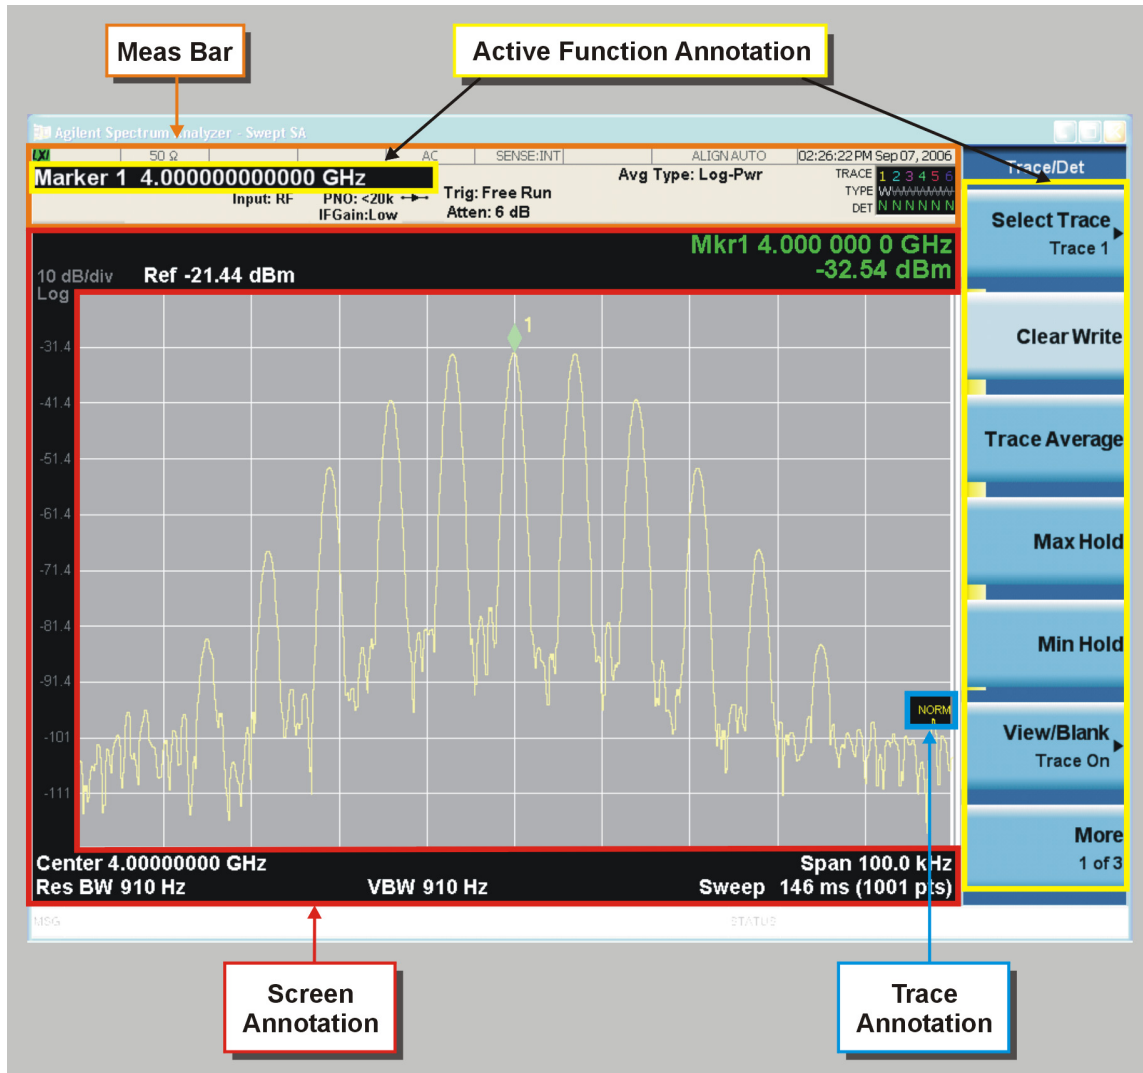 Meas Bar
Active Function Annotation
Agilent Spectrum Analyzer - Swept SA
LXI
50 Ω
AC
SENSE:INT
ALIGN AUTO
02:26:22 PM Sep 07, 2006
Trace/Det
Marker 1 4.000000000000 GHz
Input: RF
PNO: <20k
IFGain:Low
Trig: Free Run
Atten: 6 dB
Avg Type: Log-Pwr
TRACE 1 2 3 4 5 6
TYPE W W W W W W
DET N N N N N N
Mkr1 4.000 000 0 GHz
-32.54 dBm
10 dB/div
Log
Ref -21.44 dBm
1
-31.4
-41.4
-51.4
-61.4
-71.4
-81.4
-91.4
-101
-111
NORM
Center 4.00000000 GHz
Span 100.0 kHz
Res BW 910 Hz
VBW 910 Hz
Sweep 146 ms (1001 pts)
MSG
STATUS
Select Trace
Trace 1
Clear Write
Trace Average
Max Hold
Min Hold
View/Blank
Trace On
More
1 of 3
Screen
Annotation
Trace
Annotation